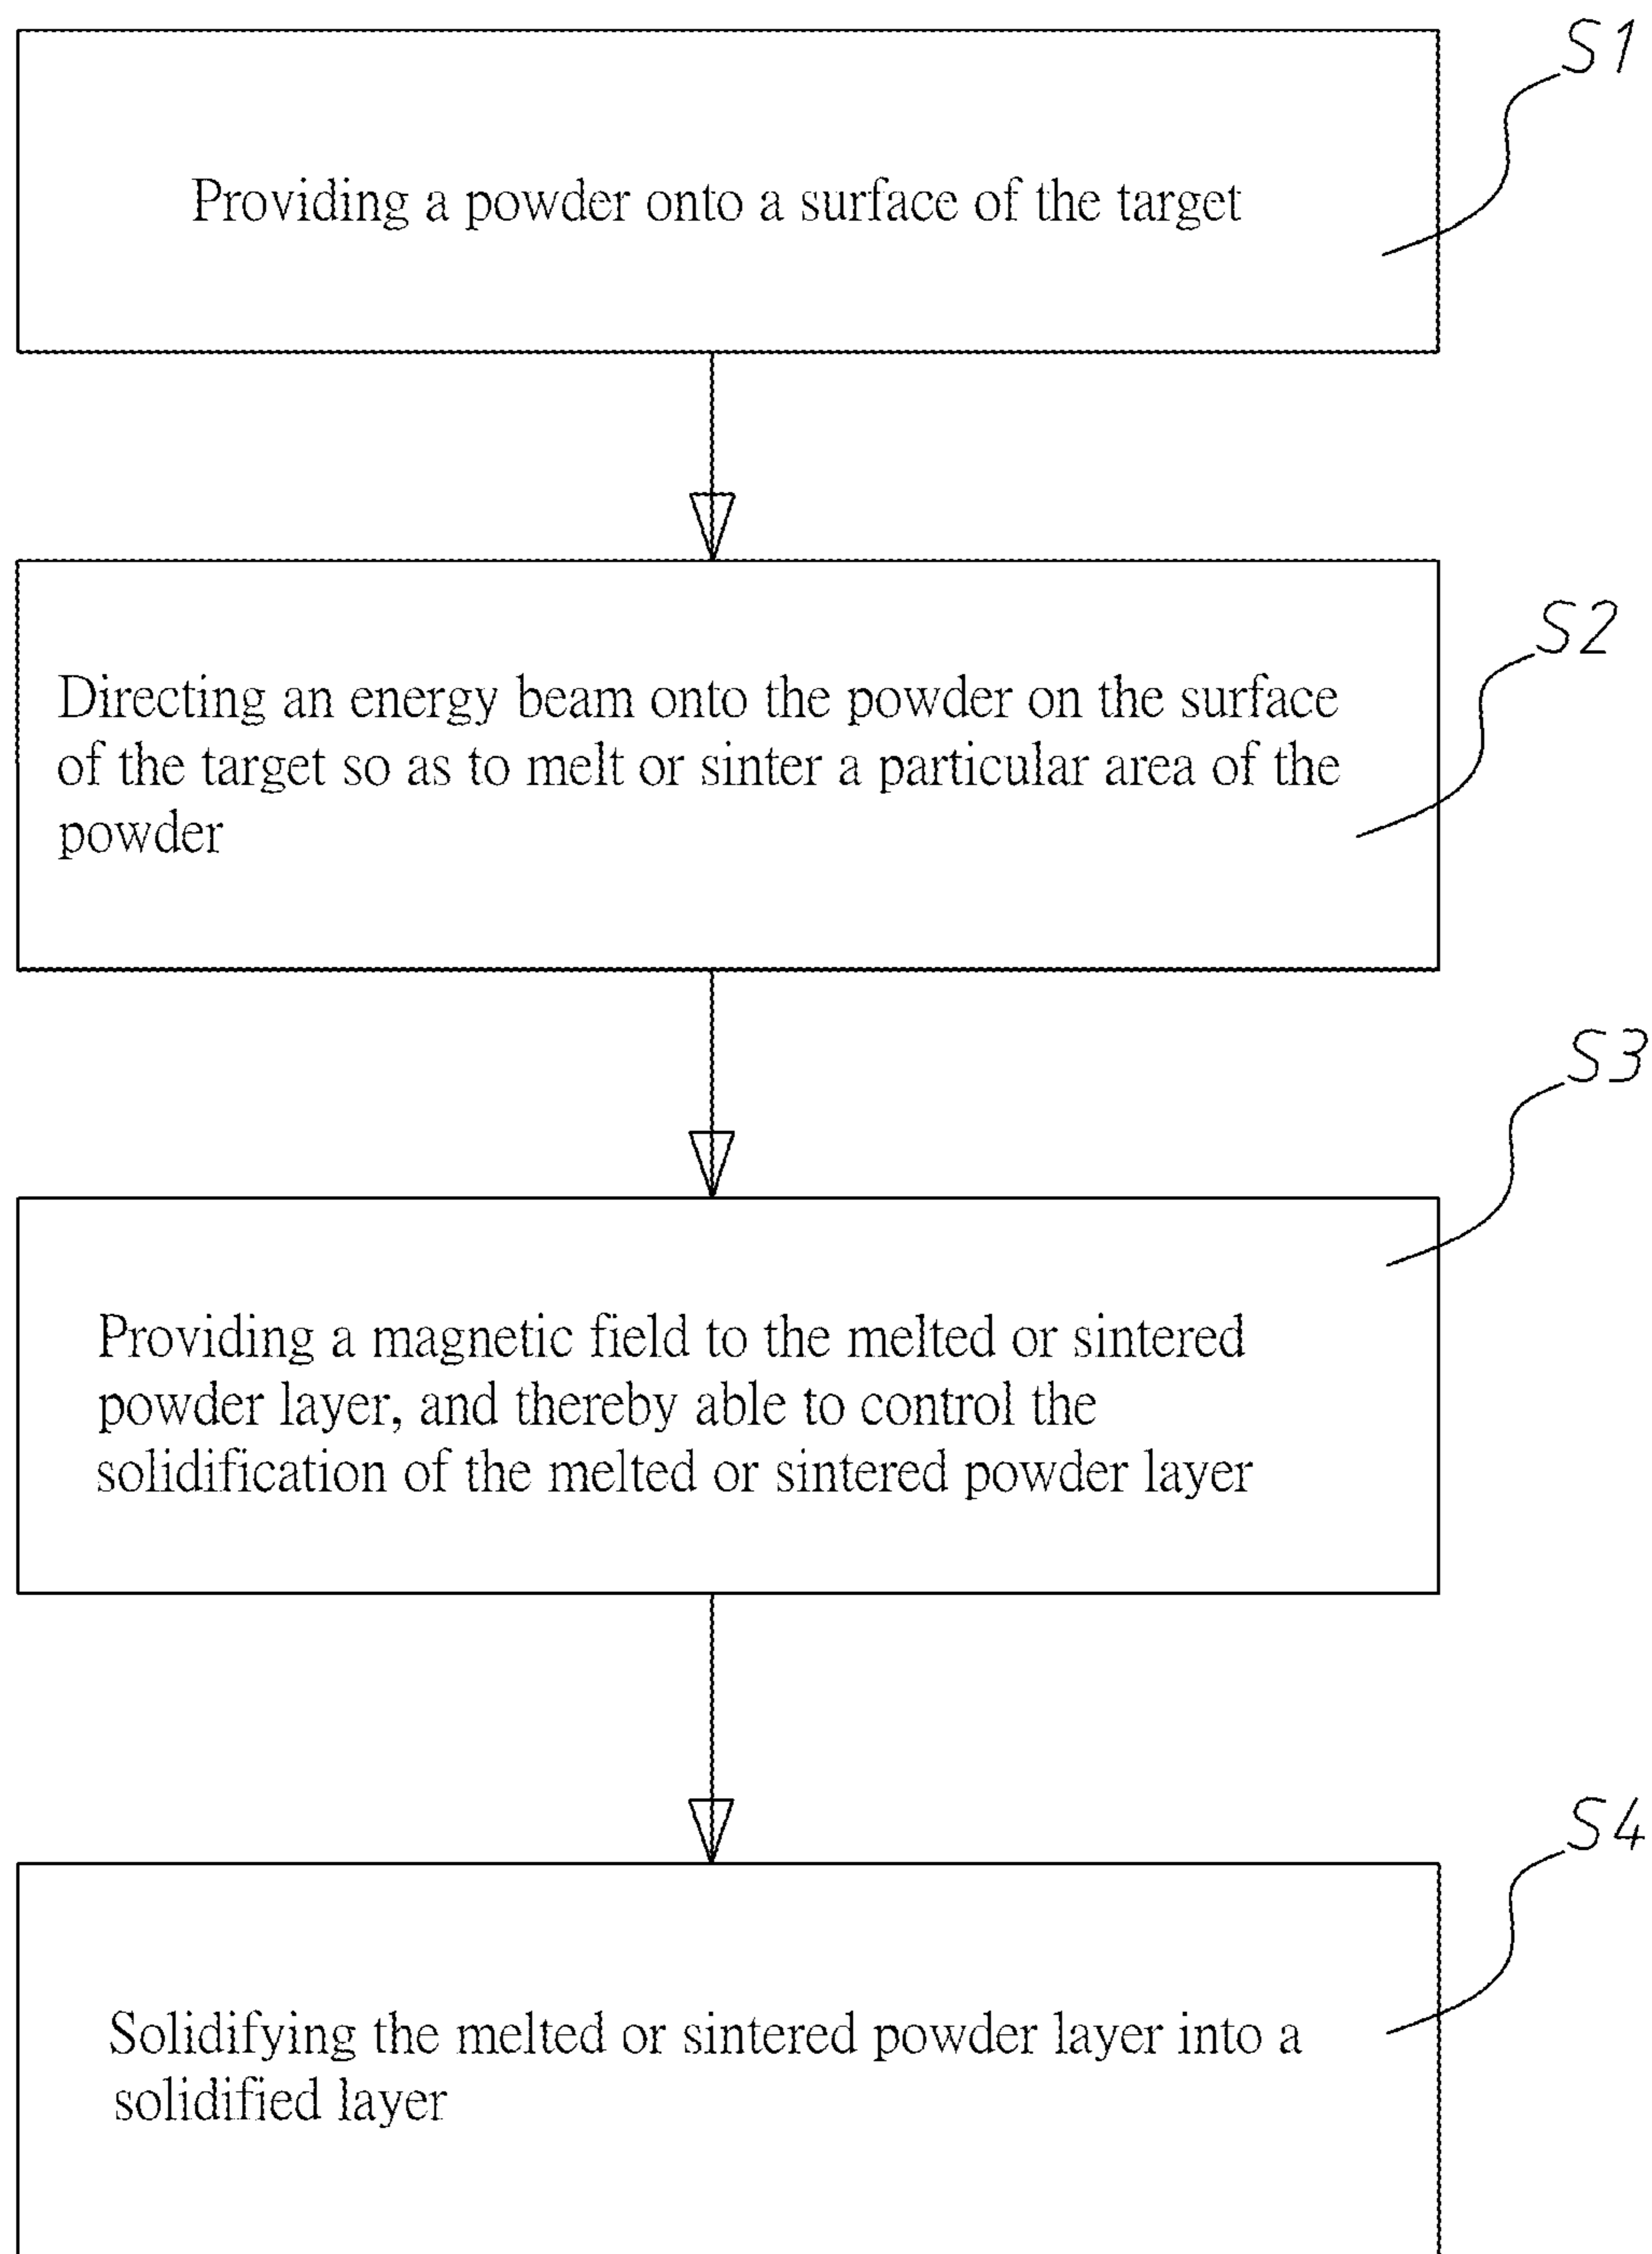 S1
Providing a powder onto a surface of the target
S2
Directing an energy beam onto the powder on the surface
of the target so as to melt or sinter a particular area of the
powder
S3
Providing a magnetic field to the melted or sintered
powder layer, and thereby able to control the
solidification of the melted or sintered powder layer
S4
Solidifying the melted or sintered powder layer into a
solidified layer